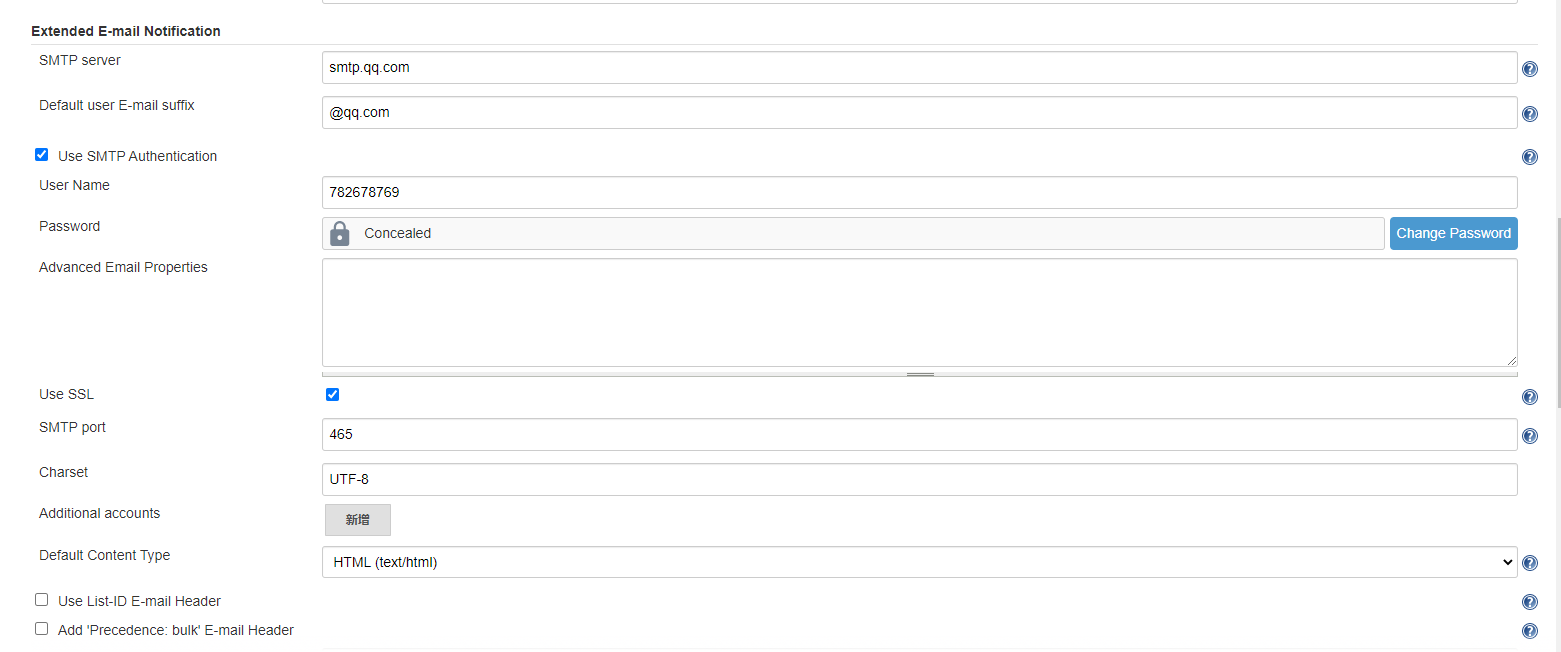 Extended E-mail Notification
SMTP server
smtp.qq.com
Default user E-mail suffix
@qq.com
Use SMTP Authentication
User Name
782678769
Password
Concealed
Change Password
Advanced Email Properties
Use SSL
SMTP port
465
Charset
UTF-8
Additional accounts
新增
Default Content Type
HTML (text/html)
Use List-ID E-mail Header
Add 'Precedence: bulk' E-mail Header